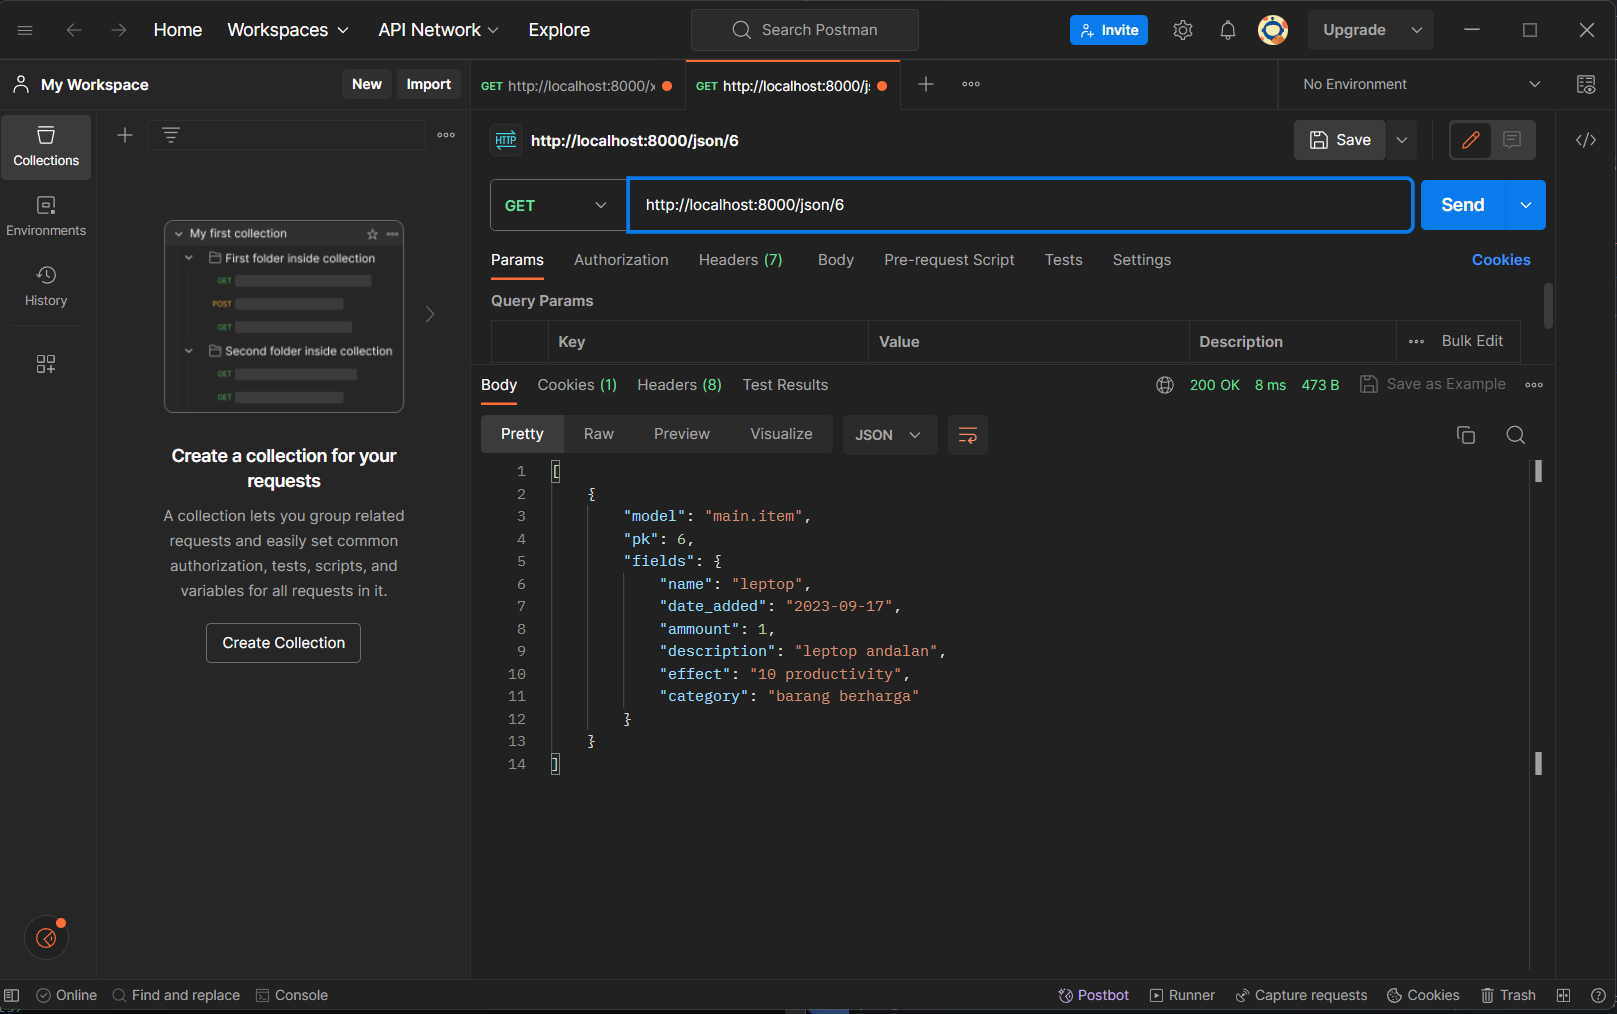 Home Workspaces API Network Explore Search Postman Invite Upgrade
My Workspace New Import GET http://localhost:8000/x GET http://localhost:8000/js No Environment
Collections
Environments
History
My first collection
First folder inside collection
GET
POST
GET
Second folder inside collection
GET
GET
Create a collection for your
requests
A collection lets you group related
requests and easily set common
authorization, tests, scripts, and
variables for all requests in it.
Create Collection
HTTP http://localhost:8000/json/6 Save
GET http://localhost:8000/json/6 Send
Params Authorization Headers (7) Body Pre-request Script Tests Settings Cookies
Query Params
Key Value Description Bulk Edit
Body Cookies (1) Headers (8) Test Results 200 OK 8 ms 473 B Save as Example
Pretty Raw Preview Visualize JSON
1 [
2 {
3 "model": "main.item",
4 "pk": 6,
5 "fields": {
6 "name": "leptop",
7 "date_added": "2023-09-17",
8 "ammount": 1,
9 "description": "leptop andalan",
10 "effect": "10 productivity",
11 "category": "barang berharga"
12 }
13 }
14 ]
Online Find and replace Console Postbot Runner Capture requests Cookies Trash